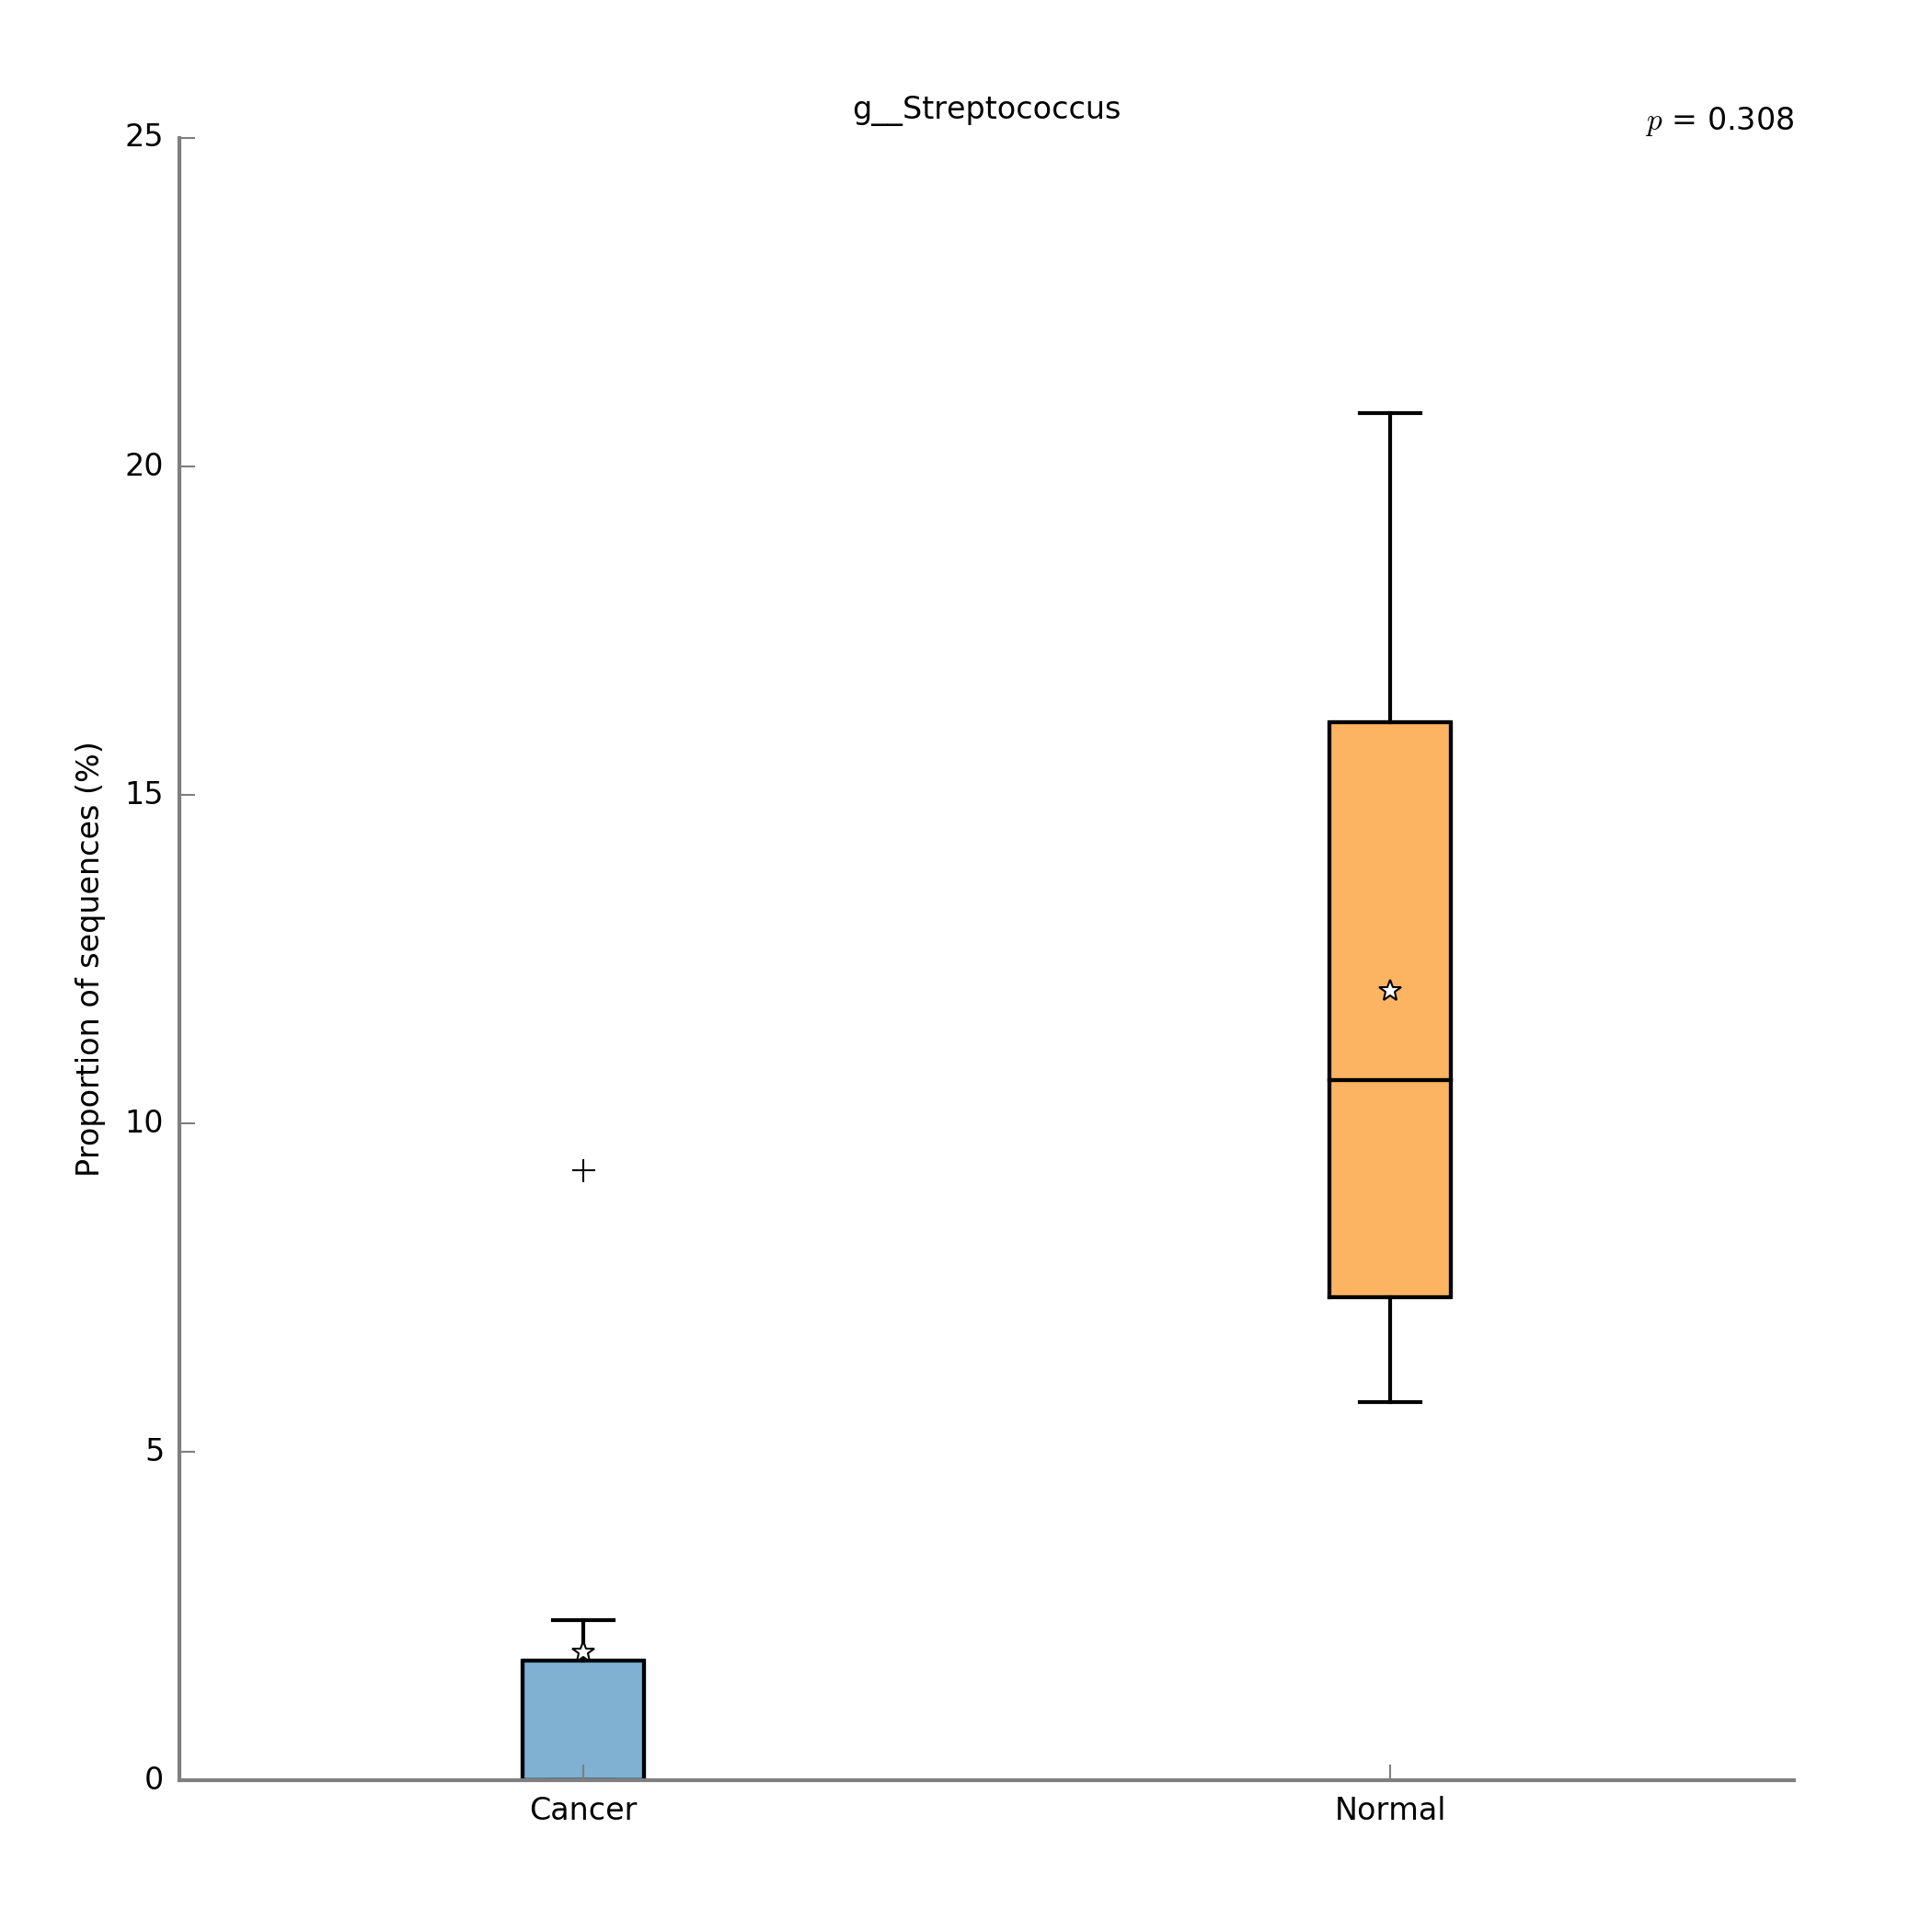 g__Streptococcus
p = 0.308
25
20
15
10
5
0
Proportion of sequences (%)
Cancer
Normal